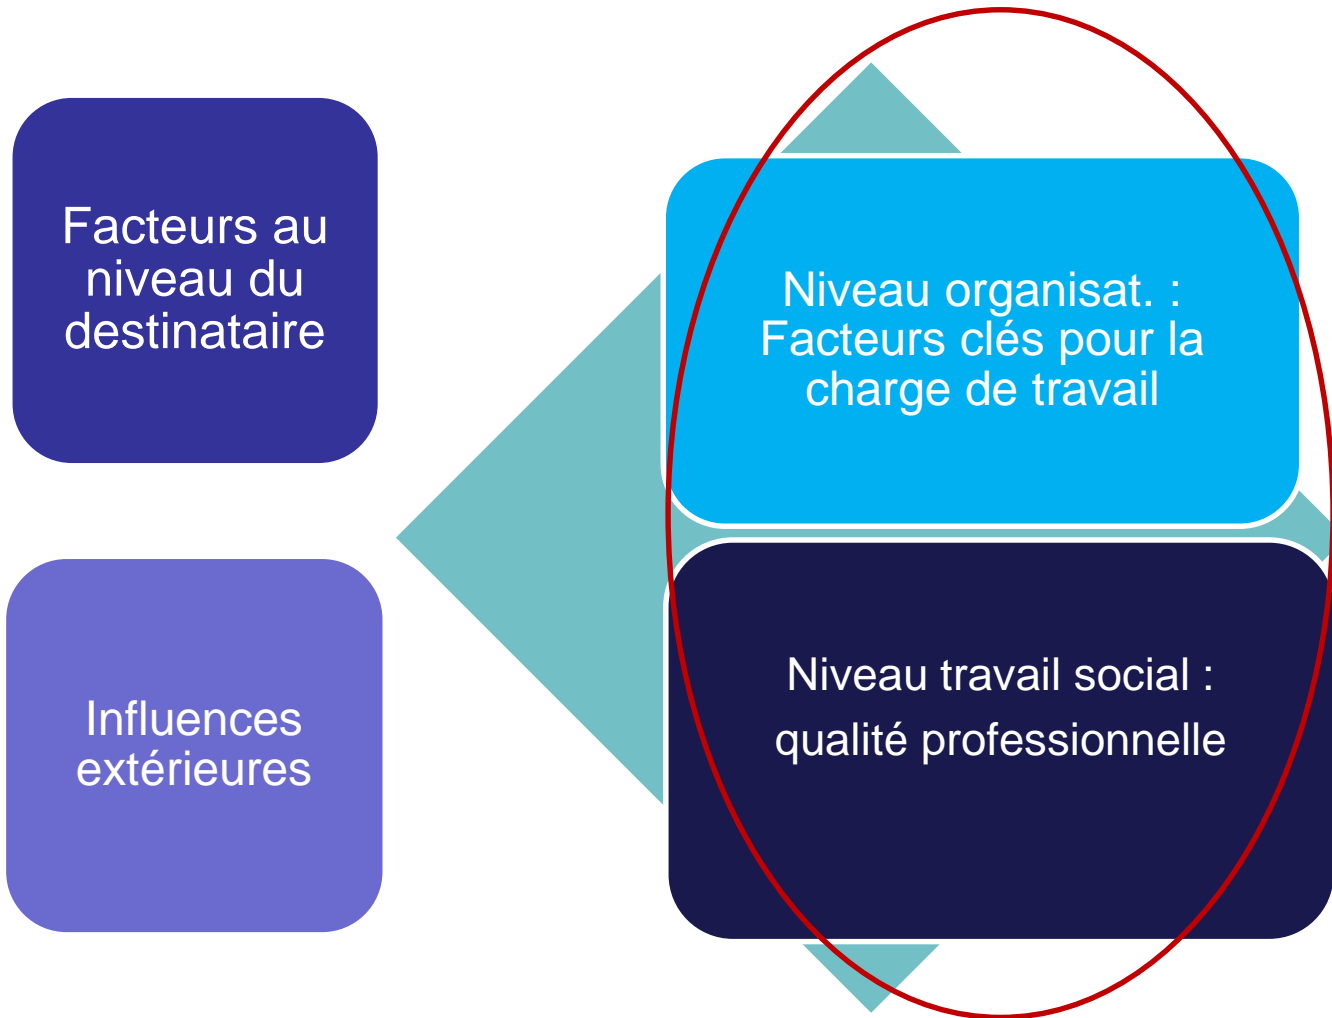 Facteurs au
niveau du
destinataire
Niveau organisat. :
Facteurs clés pour la
charge de travail
Influences
extérieures
Niveau travail social :
qualité professionnelle